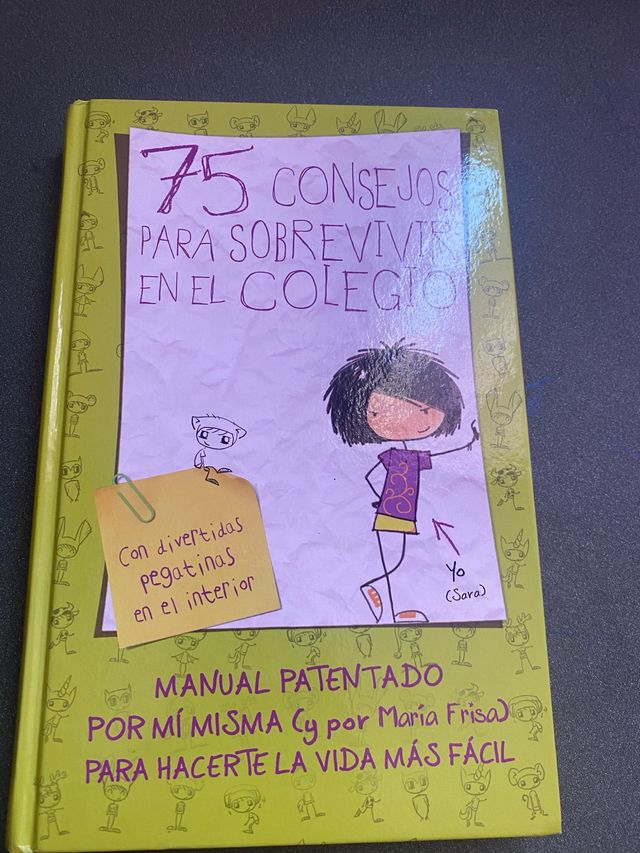 75 CONSEJOS
PARA SOBREVIVIR
EN EL COLEGIO
Con divertidas
pegatinas
en el interior
Yo
(Sara)
MANUAL PATENTADO
POR MÍ MISMA (y por María Frisa)
PARA HACERTE LA VIDA MÁS FÁCIL